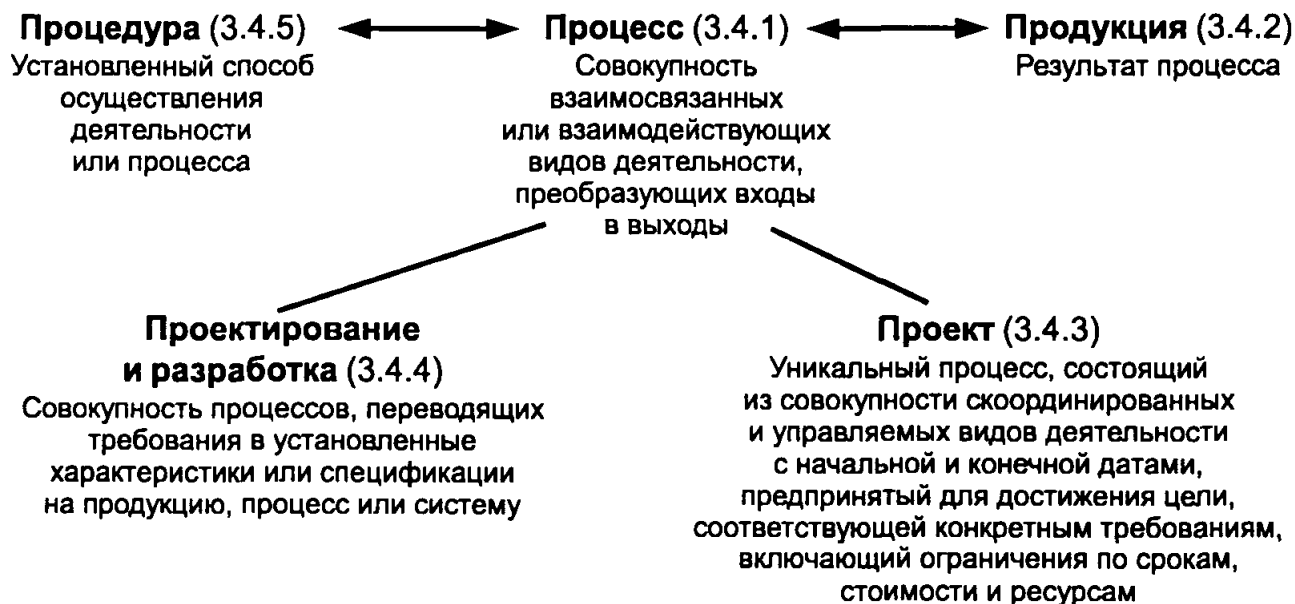 Процедура (3.4.5)
Установленный способ
осуществления
деятельности
или процесса
Процесс (3.4.1)
Совокупность
взаимосвязанных
или взаимодействующих
видов деятельности,
преобразующих входы
в выходы
Продукция (3.4.2)
Результат процесса
Проектирование
и разработка (3.4.4)
Совокупность процессов, переводящих
требования в установленные
характеристики или спецификации
на продукцию, процесс или систему
Проект (3.4.3)
Уникальный процесс, состоящий
из совокупности скоординированных
и управляемых видов деятельности
с начальной и конечной датами,
предпринятый для достижения цели,
соответствующей конкретным требованиям,
включающий ограничения по срокам,
стоимости и ресурсам